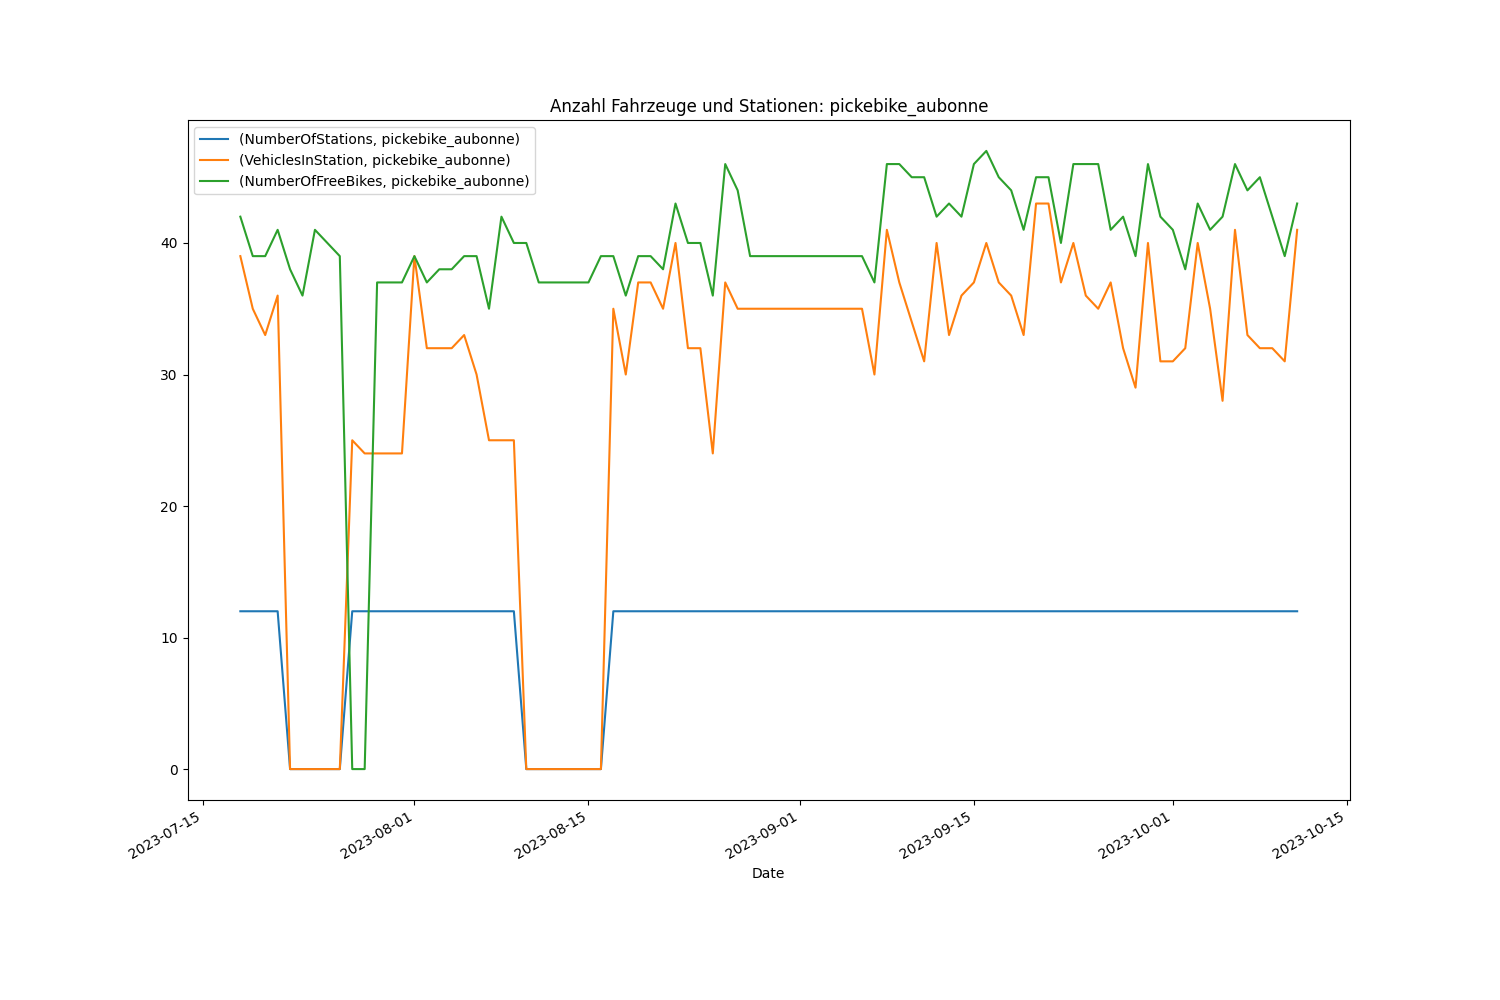 Anzahl Fahrzeuge und Stationen: pickebike_aubonne
(NumberOfStations, pickebike_aubonne)
(VehiclesInStation, pickebike_aubonne)
(NumberOfFreeBikes, pickebike_aubonne)
40
30
20
10
0
2023-07-15
2023-08-01
2023-08-15
2023-09-01
2023-09-15
2023-10-01
2023-10-15
Date